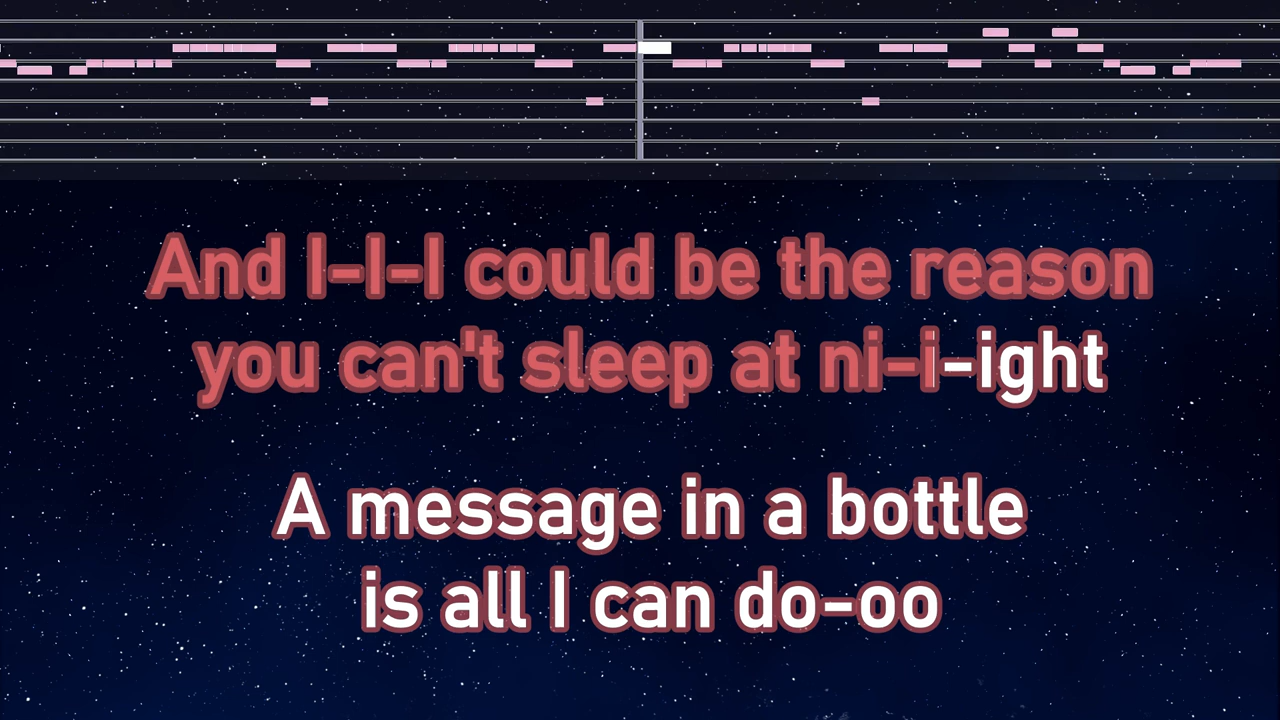 And I-I-I could be the reason
you can't sleep at ni-i-ight
A message in a bottle
is all I can do-oo